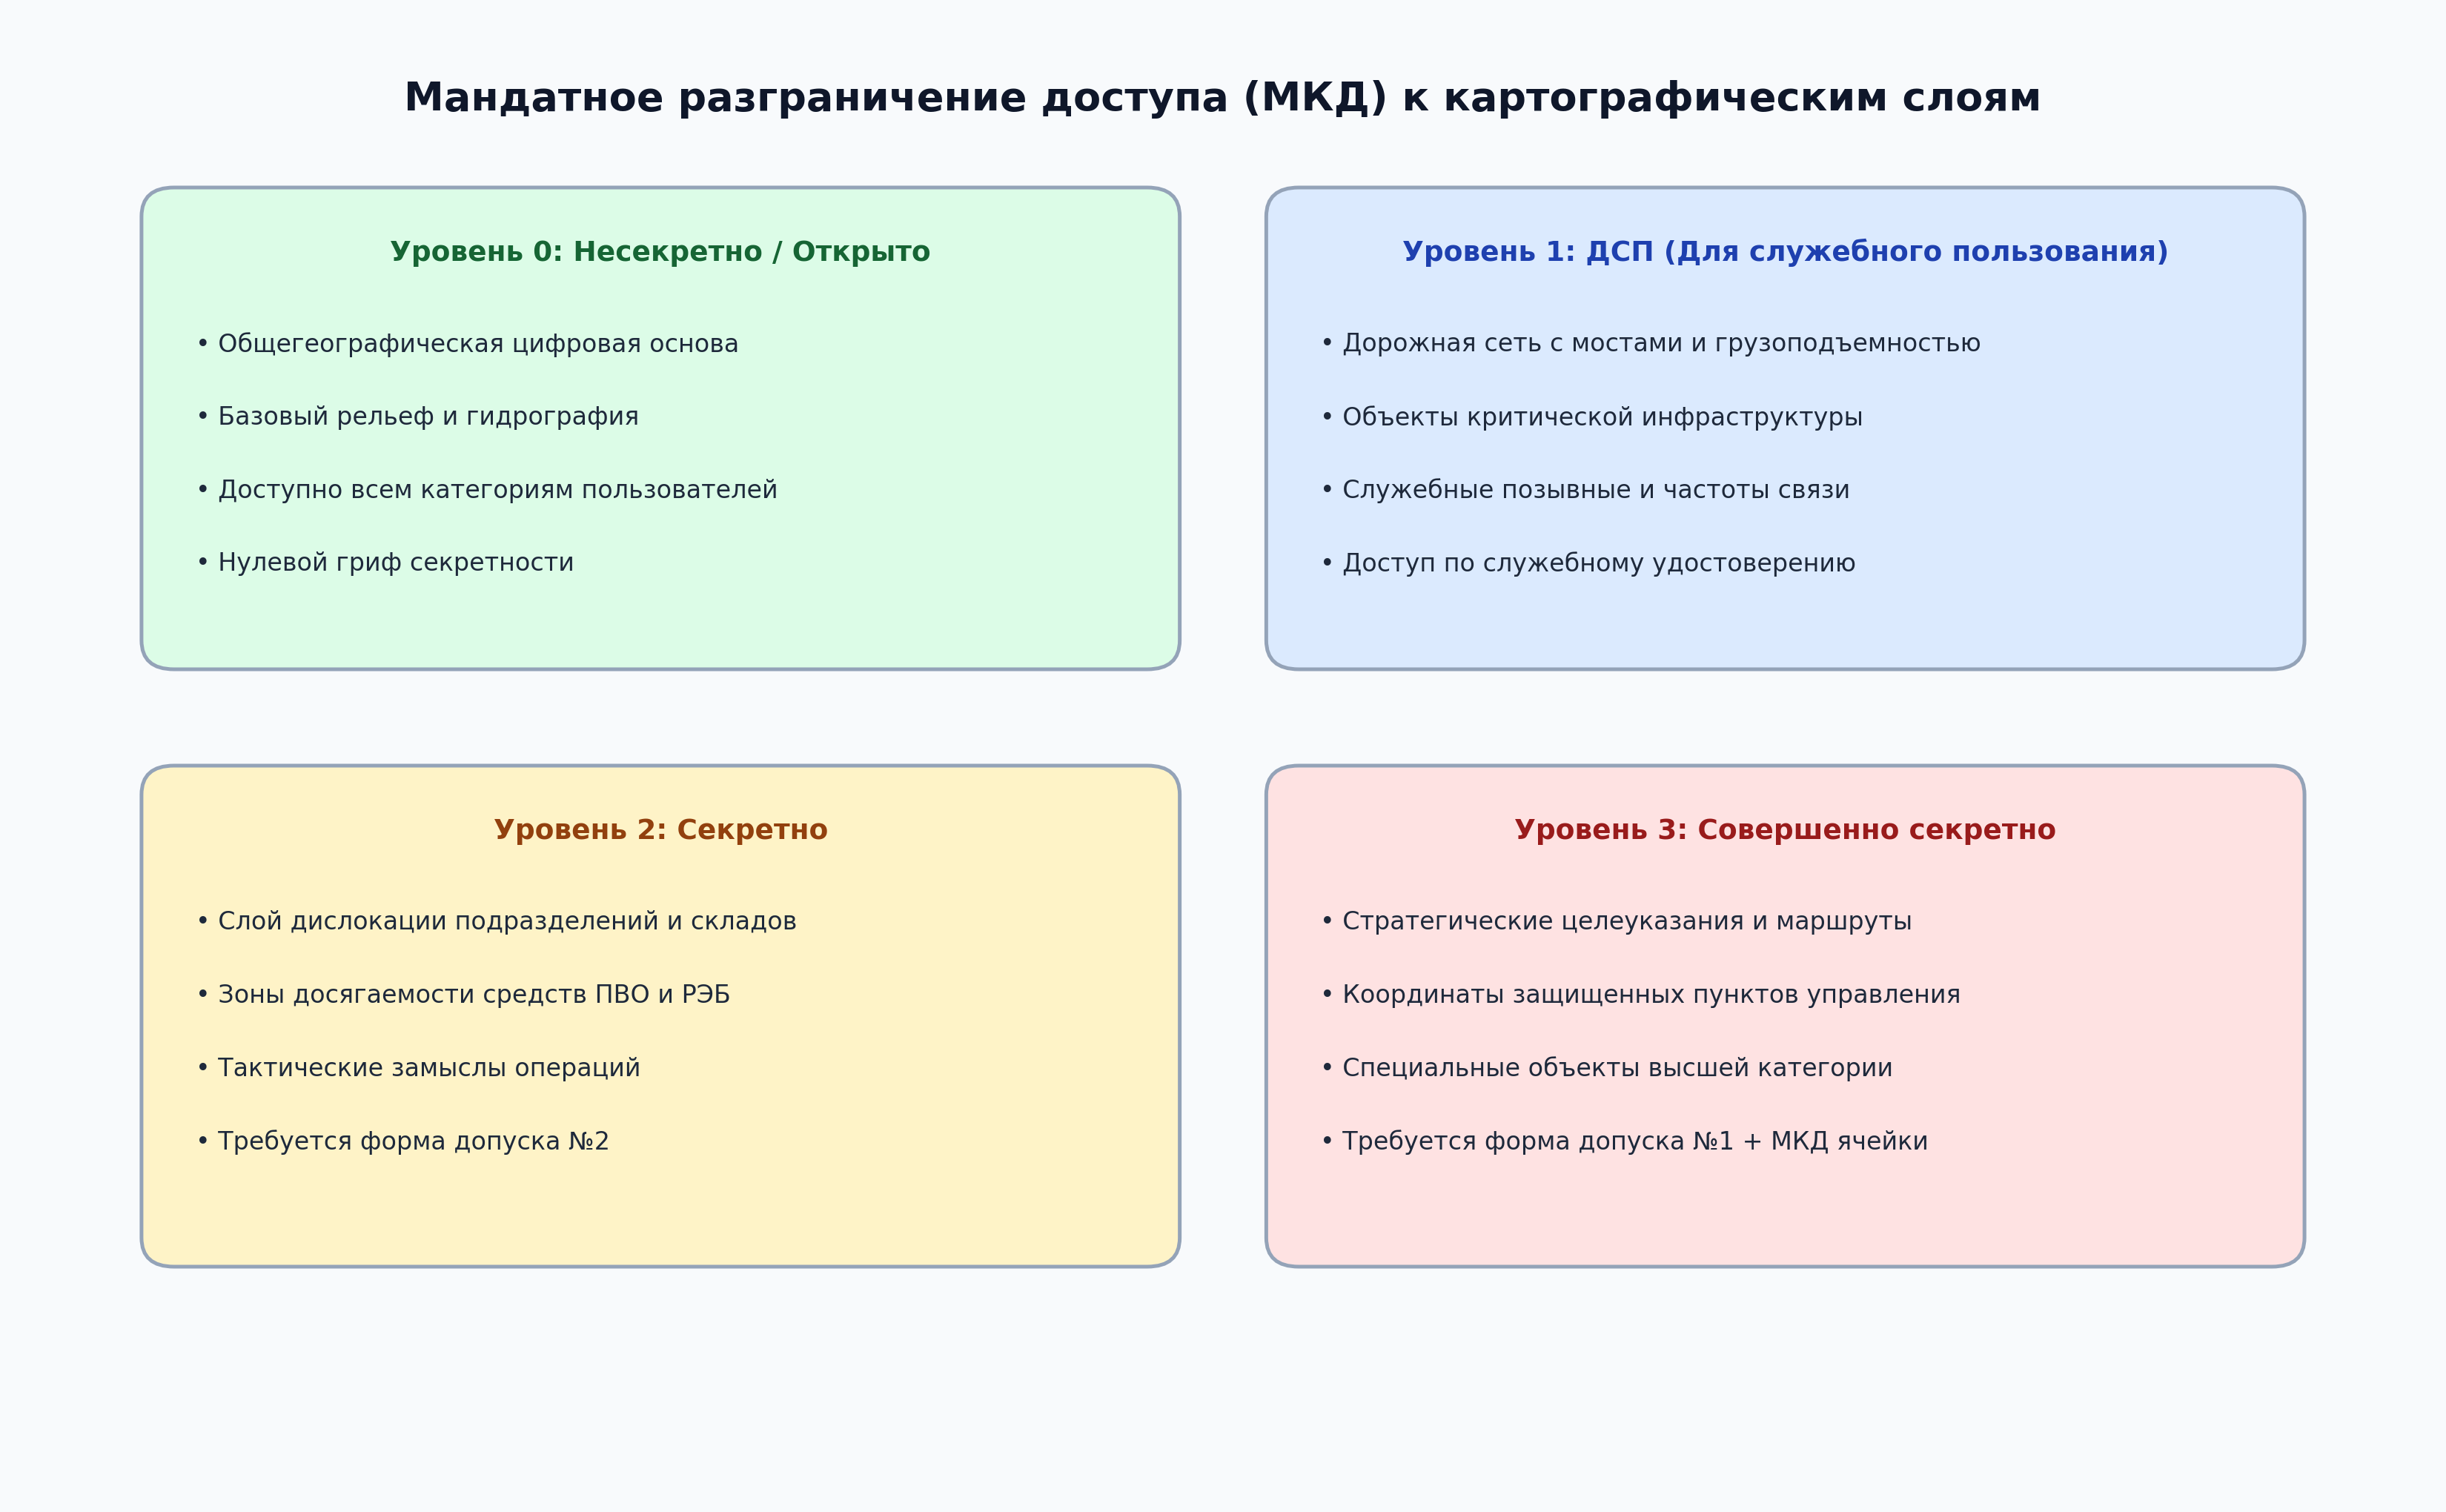 Мандатное разграничение доступа (МКД) к картографическим слоям
Уровень 0: Несекретно / Открыто
• Общегеографическая цифровая основа
• Базовый рельеф и гидрография
• Доступно всем категориям пользователей
• Нулевой гриф секретности
Уровень 1: ДСП (Для служебного пользования)
• Дорожная сеть с мостами и грузоподъемностью
• Объекты критической инфраструктуры
• Служебные позывные и частоты связи
• Доступ по служебному удостоверению
Уровень 2: Секретно
• Слой дислокации подразделений и складов
• Зоны досягаемости средств ПВО и РЭБ
• Тактические замыслы операций
• Требуется форма допуска №2
Уровень 3: Совершенно секретно
• Стратегические целеуказания и маршруты
• Координаты защищенных пунктов управления
• Специальные объекты высшей категории
• Требуется форма допуска №1 + МКД ячейки